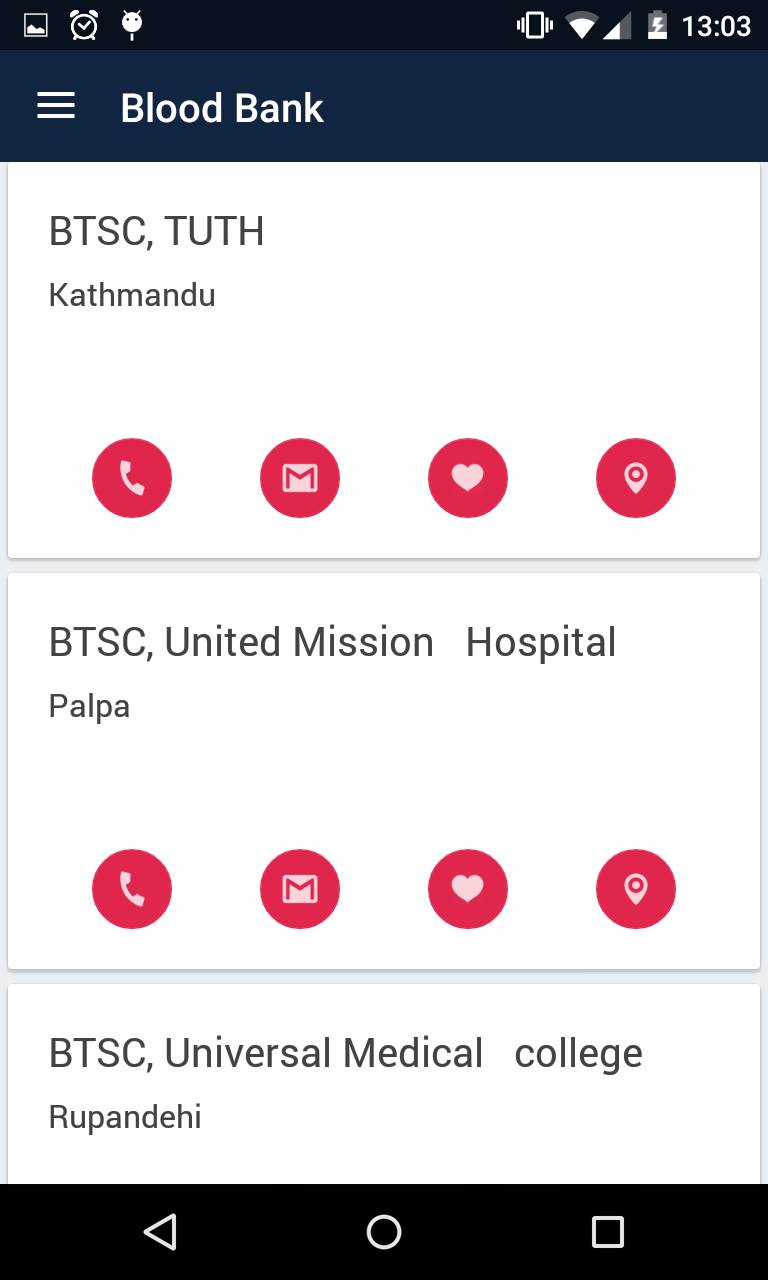 13:03
Blood Bank
BTSC, TUTH
Kathmandu
BTSC, United Mission Hospital
Palpa
BTSC, Universal Medical college
Rupandehi